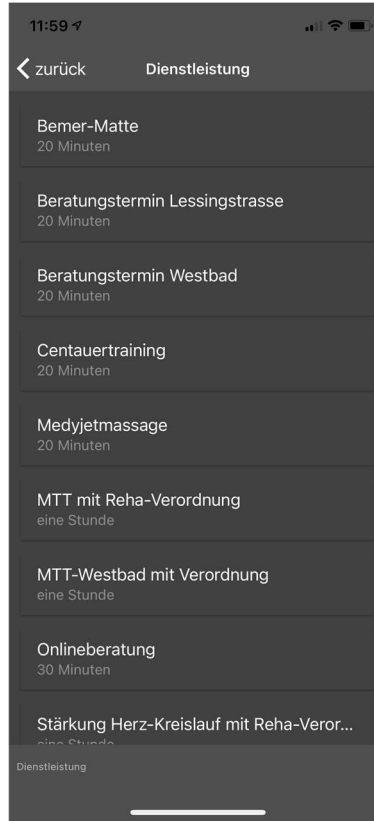 11:59
zurück
Dienstleistung
Bemer-Matte
20 Minuten
Beratungstermin Lessingstrasse
20 Minuten
Beratungstermin Westbad
20 Minuten
Centauertraining
20 Minuten
Medyjetmassage
20 Minuten
MTT mit Reha-Verordnung
eine Stunde
MTT-Westbad mit Verordnung
eine Stunde
Onlineberatung
30 Minuten
Stärkung Herz-Kreislauf mit Reha-Veror...
eine Stunde
Dienstleistung